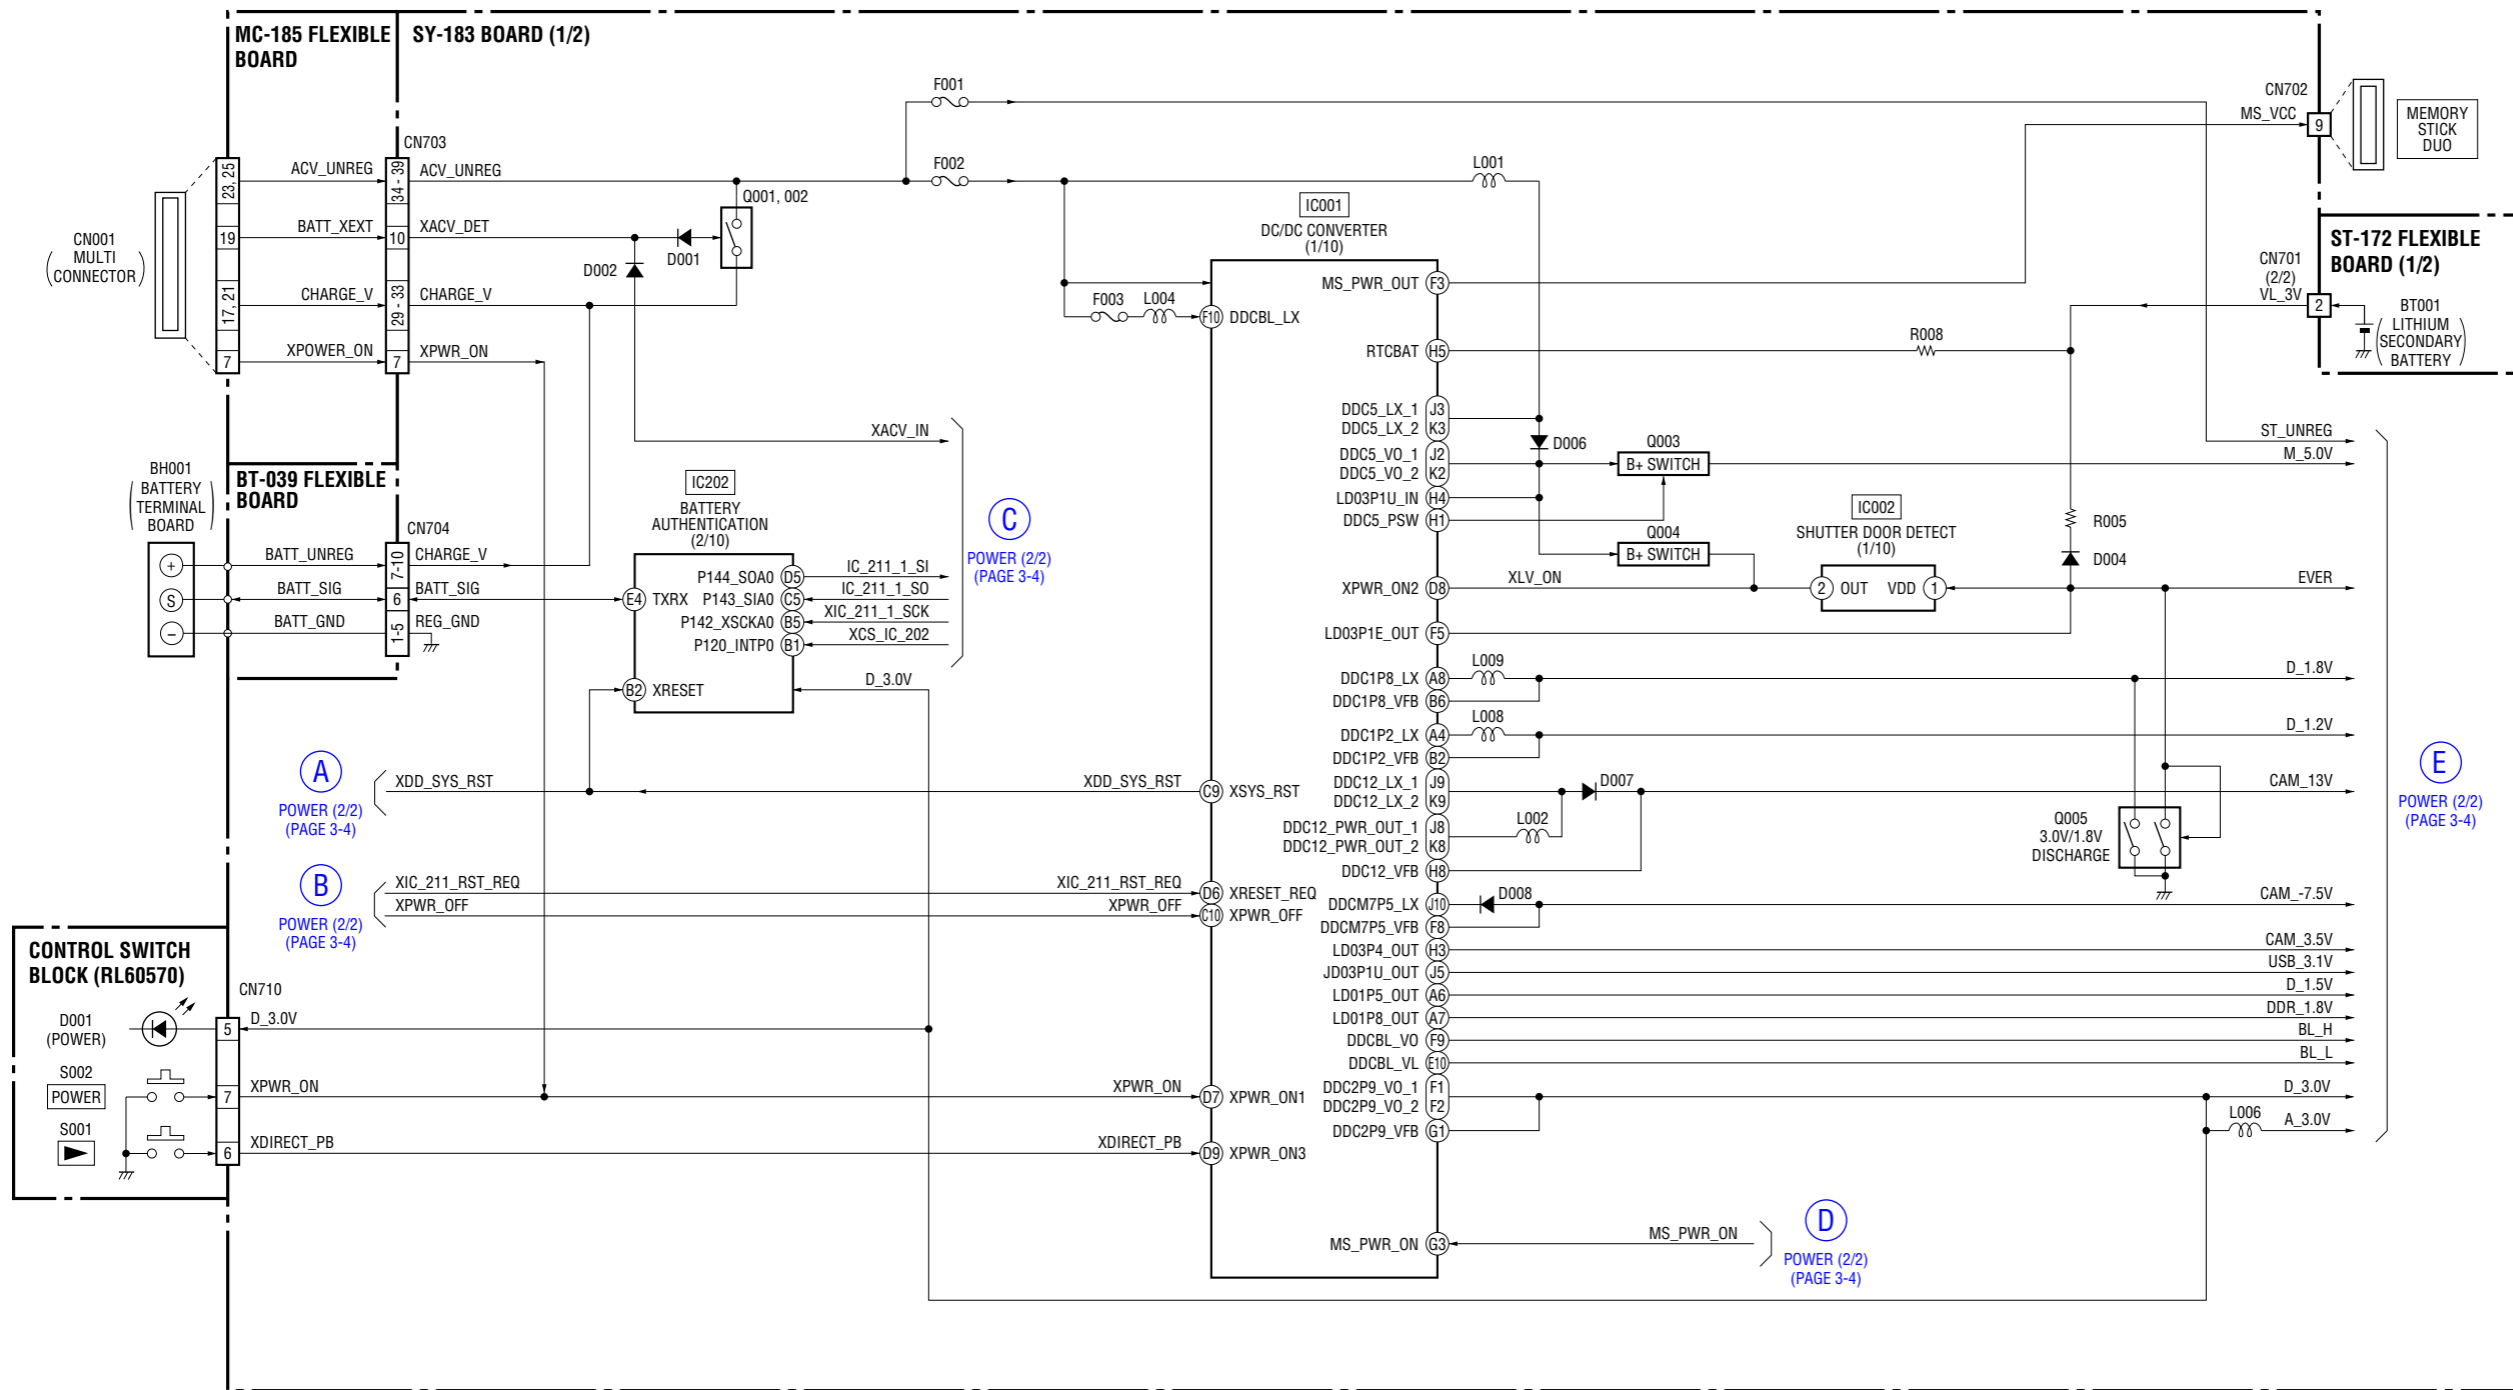 MC-185 FLEXIBLE
BOARD
SY-183 BOARD (1/2)
F001
CN702
MS_VCC
9
MEMORY
STICK
DUO
CN703
23, 25
ACV_UNREG
34 - 39
ACV_UNREG
F002
L001
Q001, 002
IC001
DC/DC CONVERTER
(1/10)
CN001
MULTI
CONNECTOR
19
BATT_XEXT
10
XACV_DET
D001
D002
17, 21
CHARGE_V
29 - 33
CHARGE_V
7
XPOWER_ON
7
XPWR_ON
F003
L004
F10
DDCBL_LX
MS_PWR_OUT
F3
ST-172 FLEXIBLE
BOARD (1/2)
CN701
(2/2)
VL_3V
2
BT001
LITHIUM
SECONDARY
BATTERY
RTCBAT
H5
R008
DDC5_LX_1
J3
DDC5_LX_2
K3
D006
DDC5_VO_1
J2
DDC5_VO_2
K2
Q003
B+ SWITCH
ST_UNREG
M_5.0V
LD03P1U_IN
H4
DDC5_PSW
H1
Q004
B+ SWITCH
IC002
SHUTTER DOOR DETECT
(1/10)
R005
D004
XPWR_ON2
D8
XLV_ON
2
OUT
VDD
1
EVER
LD03P1E_OUT
F5
XACV_IN
BH001
BATTERY
TERMINAL
BOARD
BT-039 FLEXIBLE
BOARD
CN704
+
BATT_UNREG
7-10
CHARGE_V
S
BATT_SIG
6
BATT_SIG
−
BATT_GND
1-5
REG_GND
IC202
BATTERY
AUTHENTICATION
(2/10)
E4
TXRX
P144_SOA0
D5
IC_211_1_SI
P143_SIA0
C5
IC_211_1_SO
P142_XSCKA0
B5
XIC_211_1_SCK
P120_INTP0
B1
XCS_IC_202
B2
XRESET
D_3.0V
C
POWER (2/2)
(PAGE 3-4)
DDC1P8_LX
A8
L009
D_1.8V
DDC1P8_VFB
B6
DDC1P2_LX
A4
L008
D_1.2V
DDC1P2_VFB
B2
A
POWER (2/2)
(PAGE 3-4)
XDD_SYS_RST
XDD_SYS_RST
C9
XSYS_RST
DDC12_LX_1
J9
DDC12_LX_2
K9
D007
CAM_13V
DDC12_PWR_OUT_1
J8
DDC12_PWR_OUT_2
K8
L002
DDC12_VFB
H8
Q005
3.0V/1.8V
DISCHARGE
E
POWER (2/2)
(PAGE 3-4)
B
POWER (2/2)
(PAGE 3-4)
XIC_211_RST_REQ
XIC_211_RST_REQ
D6
XRESET_REQ
XPWR_OFF
XPWR_OFF
C10
XPWR_OFF
DDCM7P5_LX
J10
D008
CAM_-7.5V
DDCM7P5_VFB
F8
LD03P4_OUT
H3
CAM_3.5V
JD03P1U_OUT
J5
USB_3.1V
LD01P5_OUT
A6
D_1.5V
LD01P8_OUT
A7
DDR_1.8V
DDCBL_VO
F9
BL_H
DDCBL_VL
E10
BL_L
DDC2P9_VO_1
F1
DDC2P9_VO_2
F2
D_3.0V
DDC2P9_VFB
G1
L006
A_3.0V
CONTROL SWITCH
BLOCK (RL60570)
CN710
D001
(POWER)
5
D_3.0V
S002
POWER
7
XPWR_ON
XPWR_ON
D7
XPWR_ON1
S001
6
XDIRECT_PB
XDIRECT_PB
D9
XPWR_ON3
MS_PWR_ON
G3
MS_PWR_ON
D
POWER (2/2)
(PAGE 3-4)